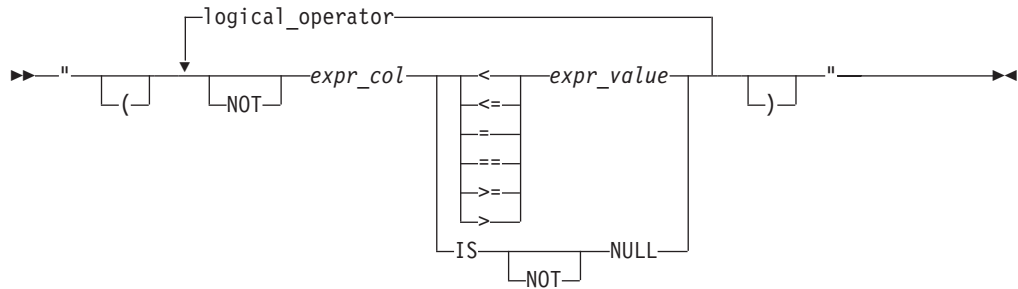 logical_operator
" ( NOT expr_col < expr_value ) "
<=
=
==
>=
>
IS NOT NULL